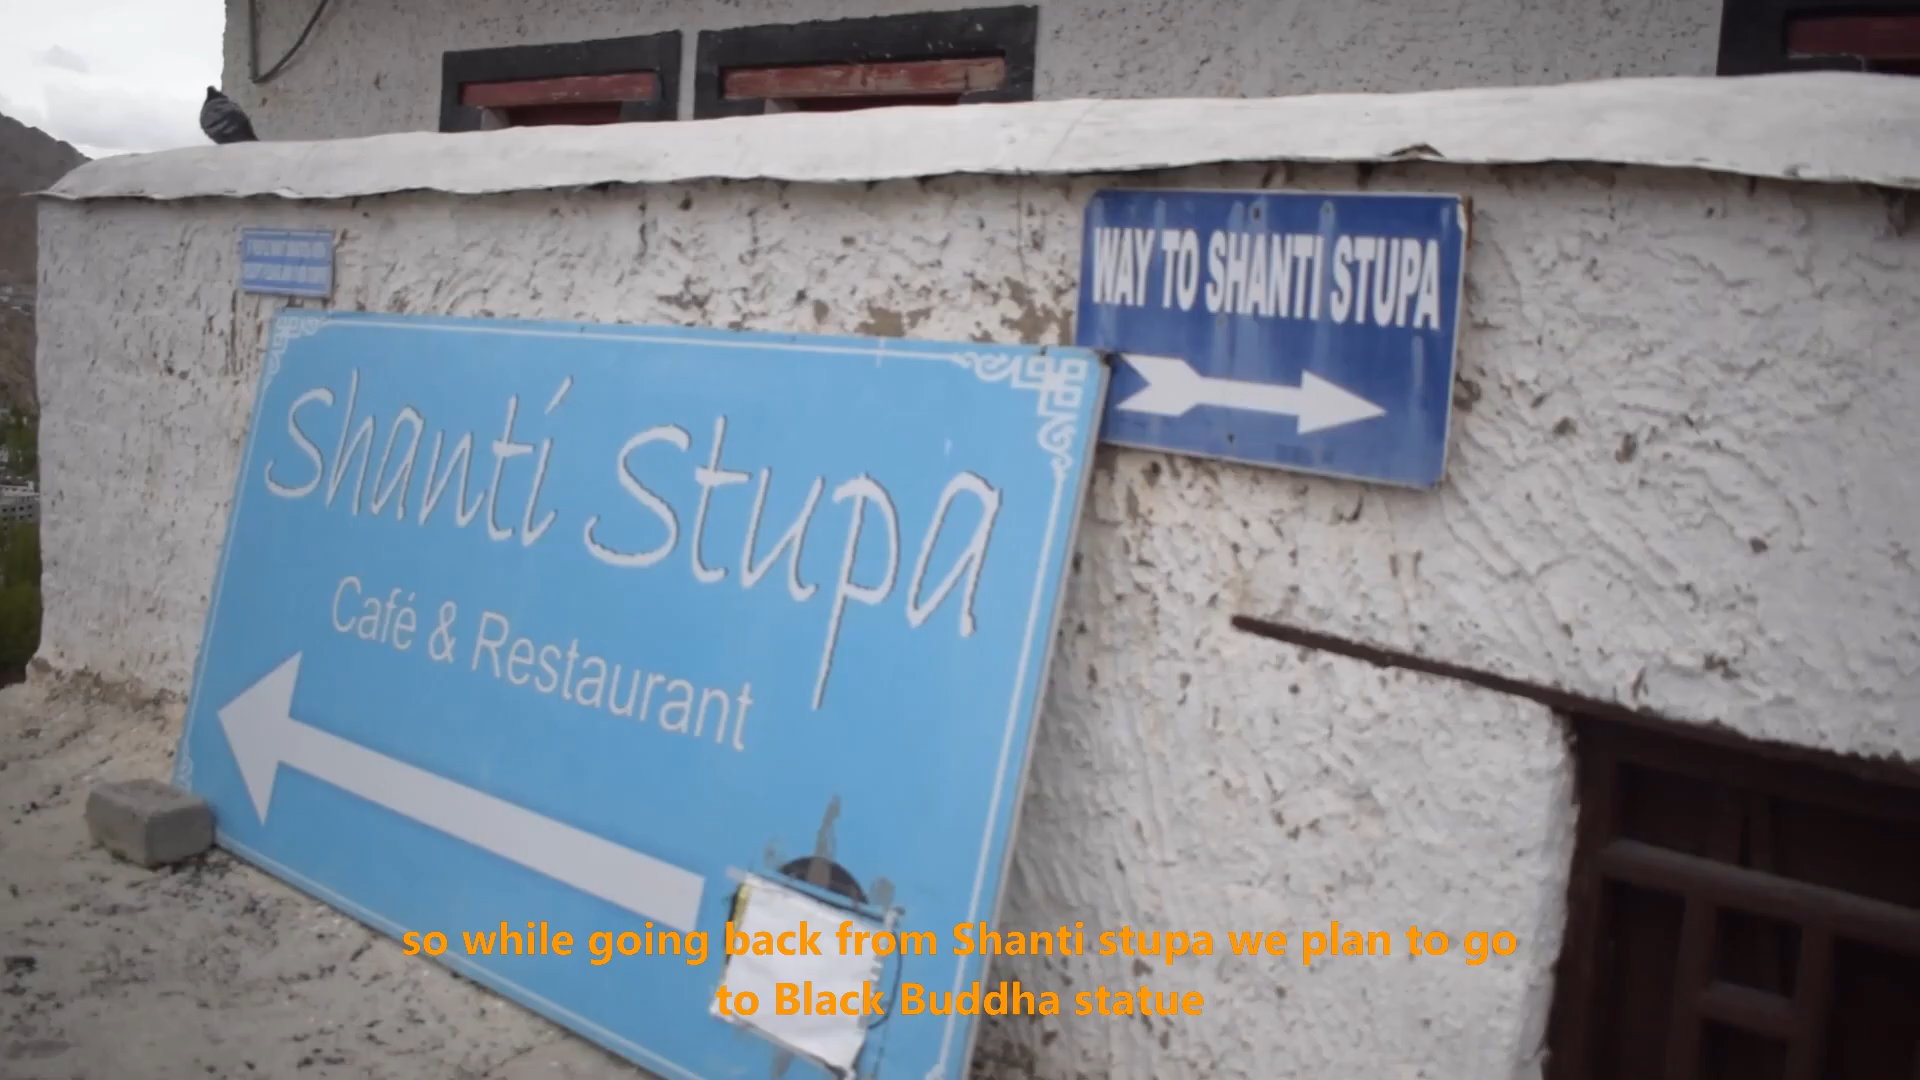 WAY TO SHANTI STUPA
Shanti Stupa
Café & Restaurant
so while going back from Shanti stupa we plan to go
to Black Buddha statue